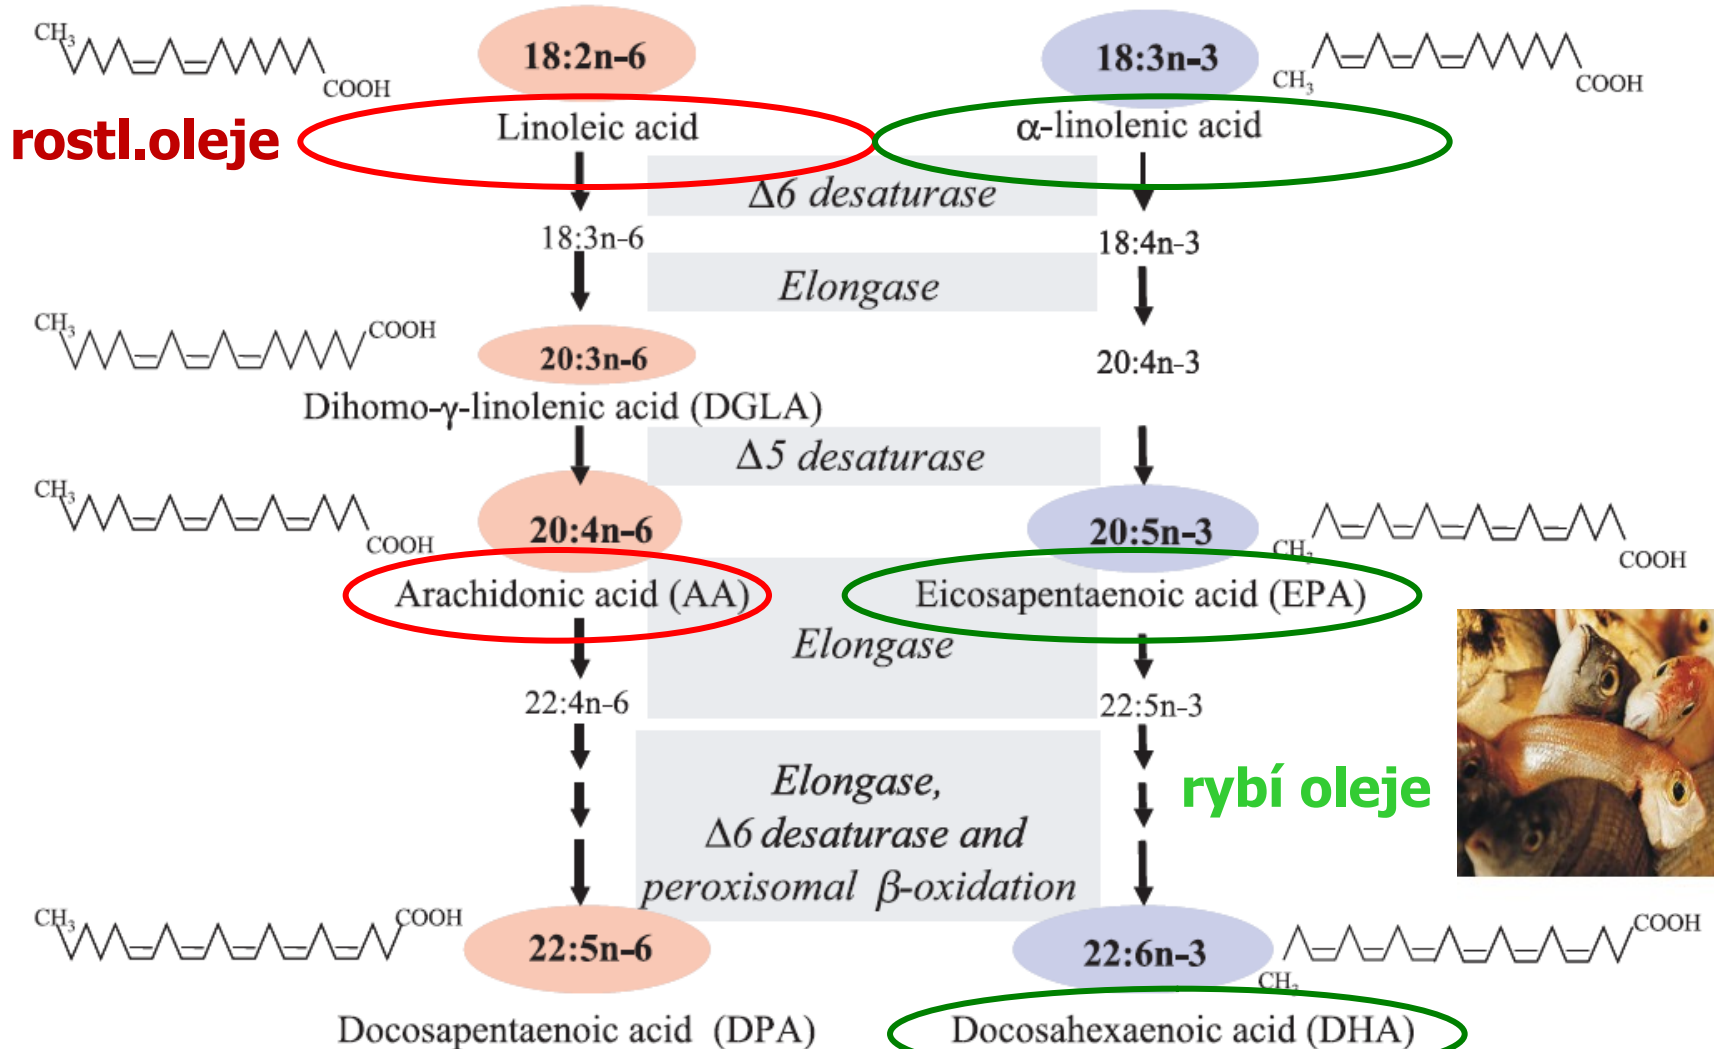 CH3
COOH
18:2n-6
18:3n-3
CH3
COOH
rostl.oleje
Linoleic acid
α-linolenic acid
Δ6 desaturase
18:3n-6
18:4n-3
Elongase
CH3
COOH
20:3n-6
20:4n-3
Dihomo-γ-linolenic acid (DGLA)
Δ5 desaturase
CH3
COOH
20:4n-6
20:5n-3
CH3
COOH
Arachidonic acid (AA)
Eicosapentaenoic acid (EPA)
Elongase
22:4n-6
22:5n-3
rybí oleje
Elongase,
Δ6 desaturase and
peroxisomal β-oxidation
CH3
COOH
22:5n-6
22:6n-3
CH3
COOH
Docosapentaenoic acid (DPA)
Docosahexaenoic acid (DHA)